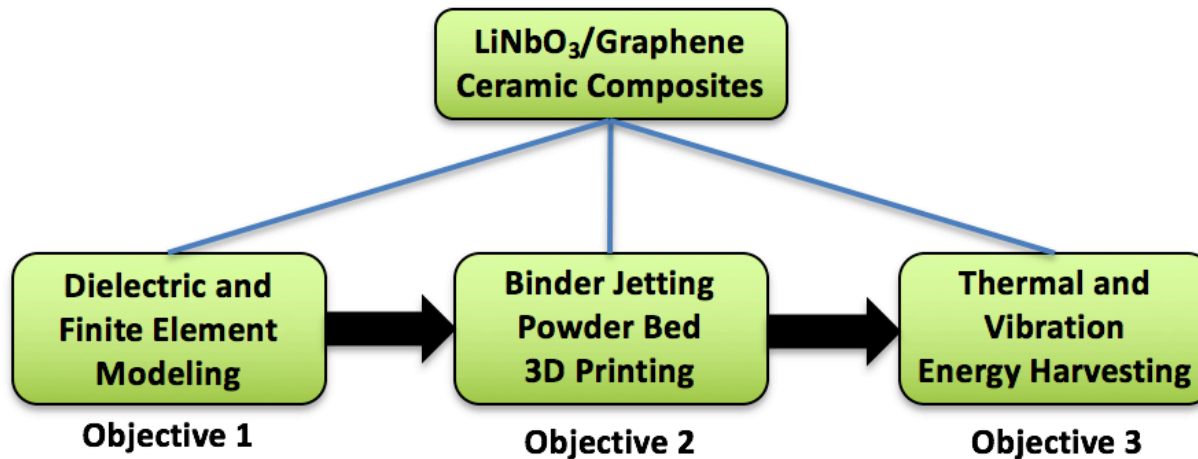 LiNbO₃/Graphene
Ceramic Composites
Dielectric and
Finite Element
Modeling
Binder Jetting
Powder Bed
3D Printing
Thermal and
Vibration
Energy Harvesting
Objective 1
Objective 2
Objective 3